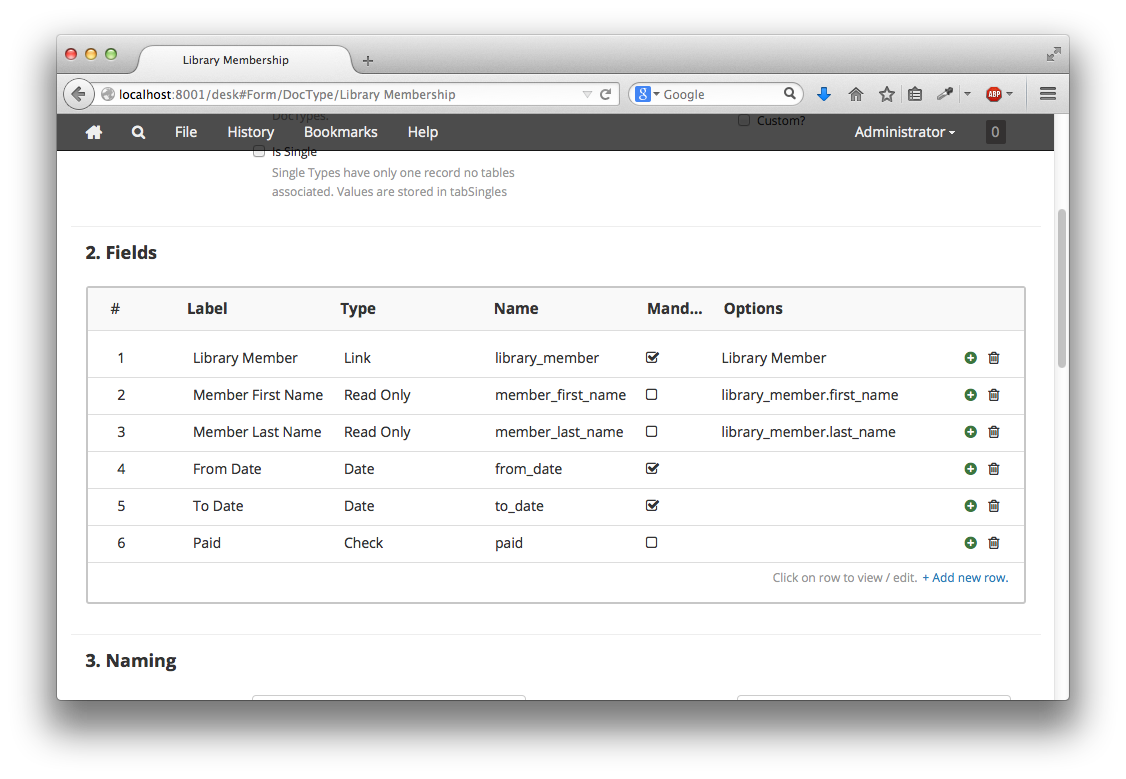 Library Membership
localhost:8001/desk#Form/DocType/Library Membership
Google
ABP
File History Bookmarks Help Administrator 0
DocTypes.
Custom?
Is Single
Single Types have only one record no tables
associated. Values are stored in tabSingles
2. Fields
# Label Type Name Mand... Options
1 Library Member Link library_member Library Member
2 Member First Name Read Only member_first_name library_member.first_name
3 Member Last Name Read Only member_last_name library_member.last_name
4 From Date Date from_date
5 To Date Date to_date
6 Paid Check paid
Click on row to view / edit. + Add new row.
3. Naming